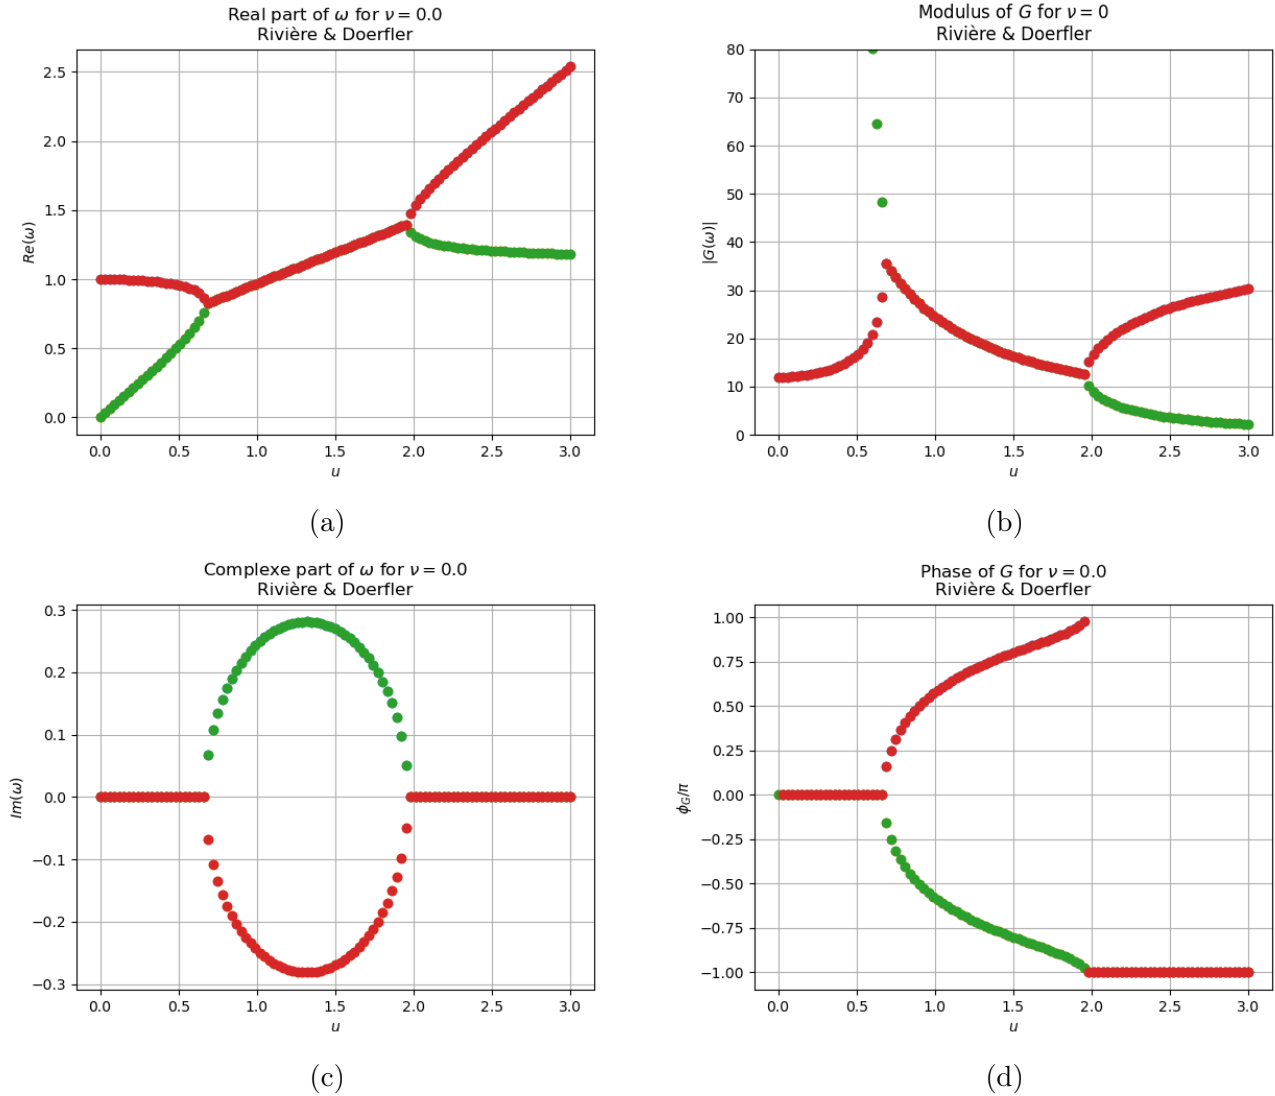 Real part of ω for ν = 0.0
Rivière & Doerfler
2.5
2.0
1.5
1.0
0.5
0.0
Re(ω)
0.0 0.5 1.0 1.5 2.0 2.5 3.0
u
(a)
Modulus of G for ν = 0
Rivière & Doerfler
80
70
60
50
40
30
20
10
0
|G(ω)|
0.0 0.5 1.0 1.5 2.0 2.5 3.0
u
(b)
Complexe part of ω for ν = 0.0
Rivière & Doerfler
0.3
0.2
0.1
0.0
−0.1
−0.2
−0.3
Im(ω)
0.0 0.5 1.0 1.5 2.0 2.5 3.0
u
(c)
Phase of G for ν = 0.0
Rivière & Doerfler
1.00
0.75
0.50
0.25
0.00
−0.25
−0.50
−0.75
−1.00
ϕ_G/π
0.0 0.5 1.0 1.5 2.0 2.5 3.0
u
(d)